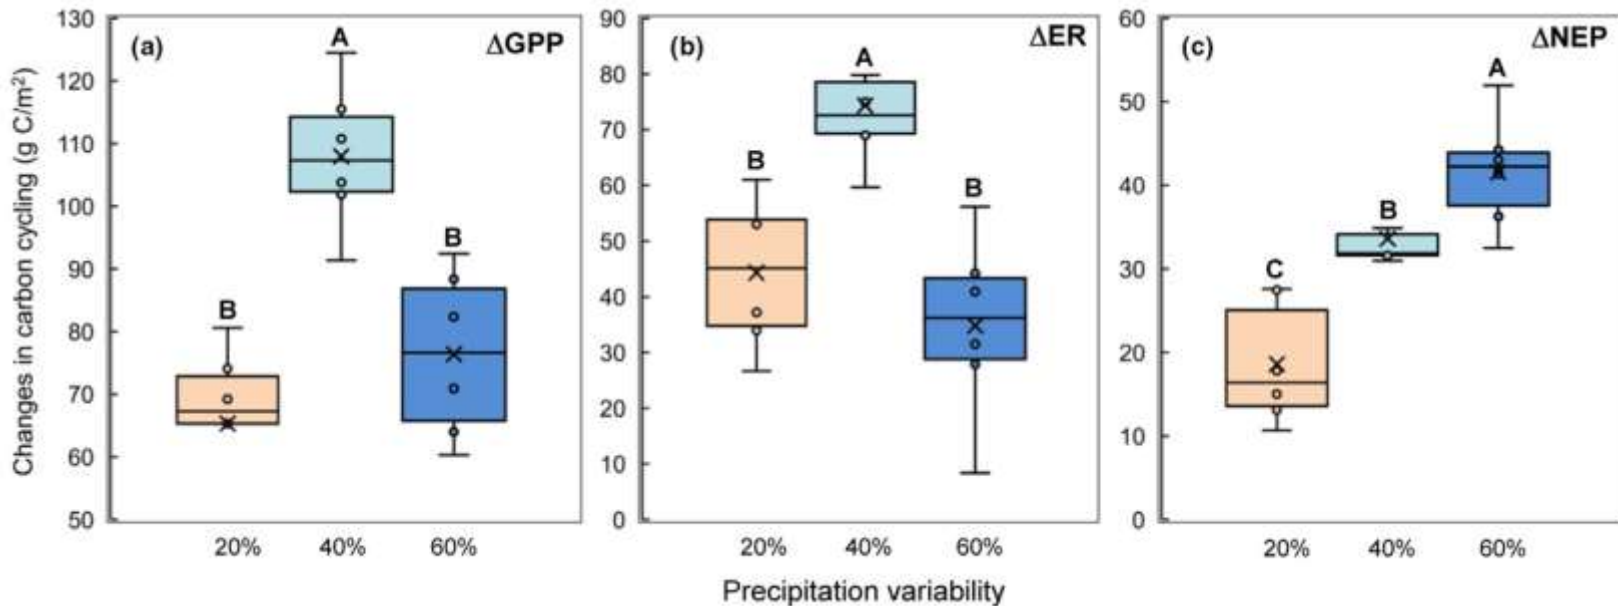 Changes in carbon cycling (g C/m²)
(a) ΔGPP
130
120
110
100
90
80
70
60
50
B
A
B
20% 40% 60%
(b) ΔER
90
80
70
60
50
40
30
20
10
0
B
A
B
20% 40% 60%
(c) ΔNEP
60
50
40
30
20
10
0
C
B
A
20% 40% 60%
Precipitation variability